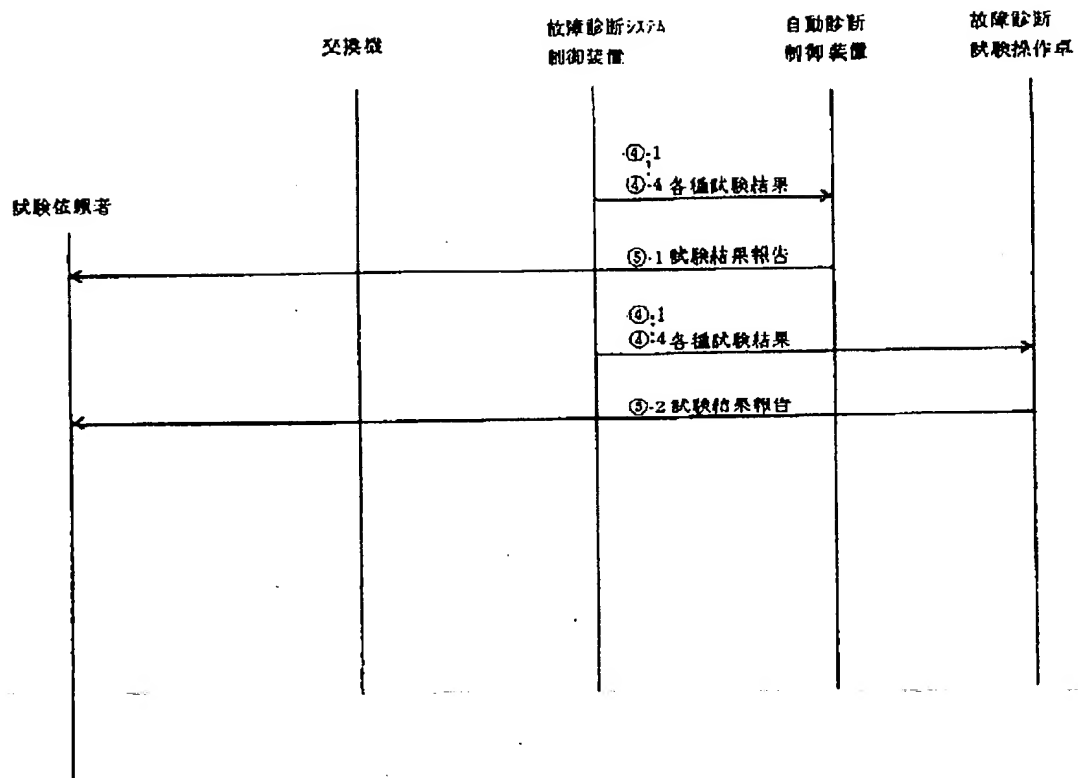 交換機
故障診断システム
制御装置
自動診断
制御装置
故障診断
試験操作卓
試験依頼者
④·1
④·4 各種試験結果
⑤·1 試験結果報告
④·1
④·4 各種試験結果
⑤·2 試験結果報告